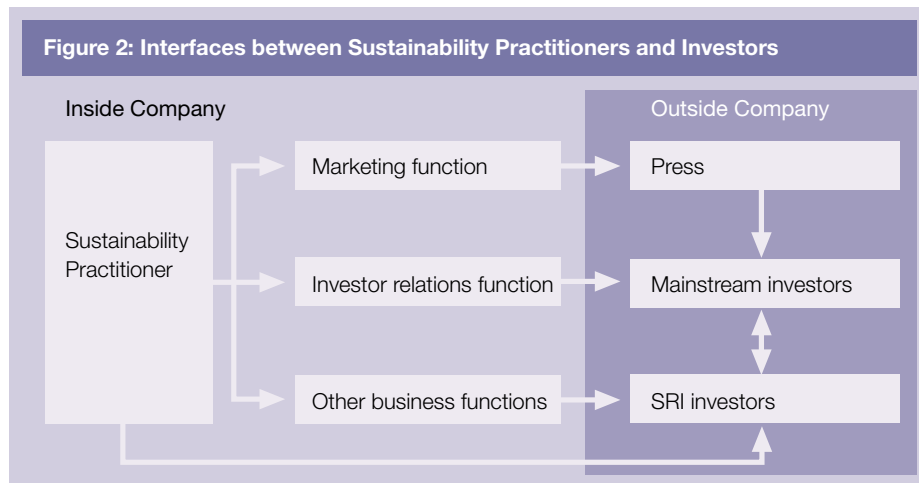 Figure 2: Interfaces between Sustainability Practitioners and Investors
Inside Company
Outside Company
Sustainability
Practitioner
Marketing function
Press
Investor relations function
Mainstream investors
Other business functions
SRI investors